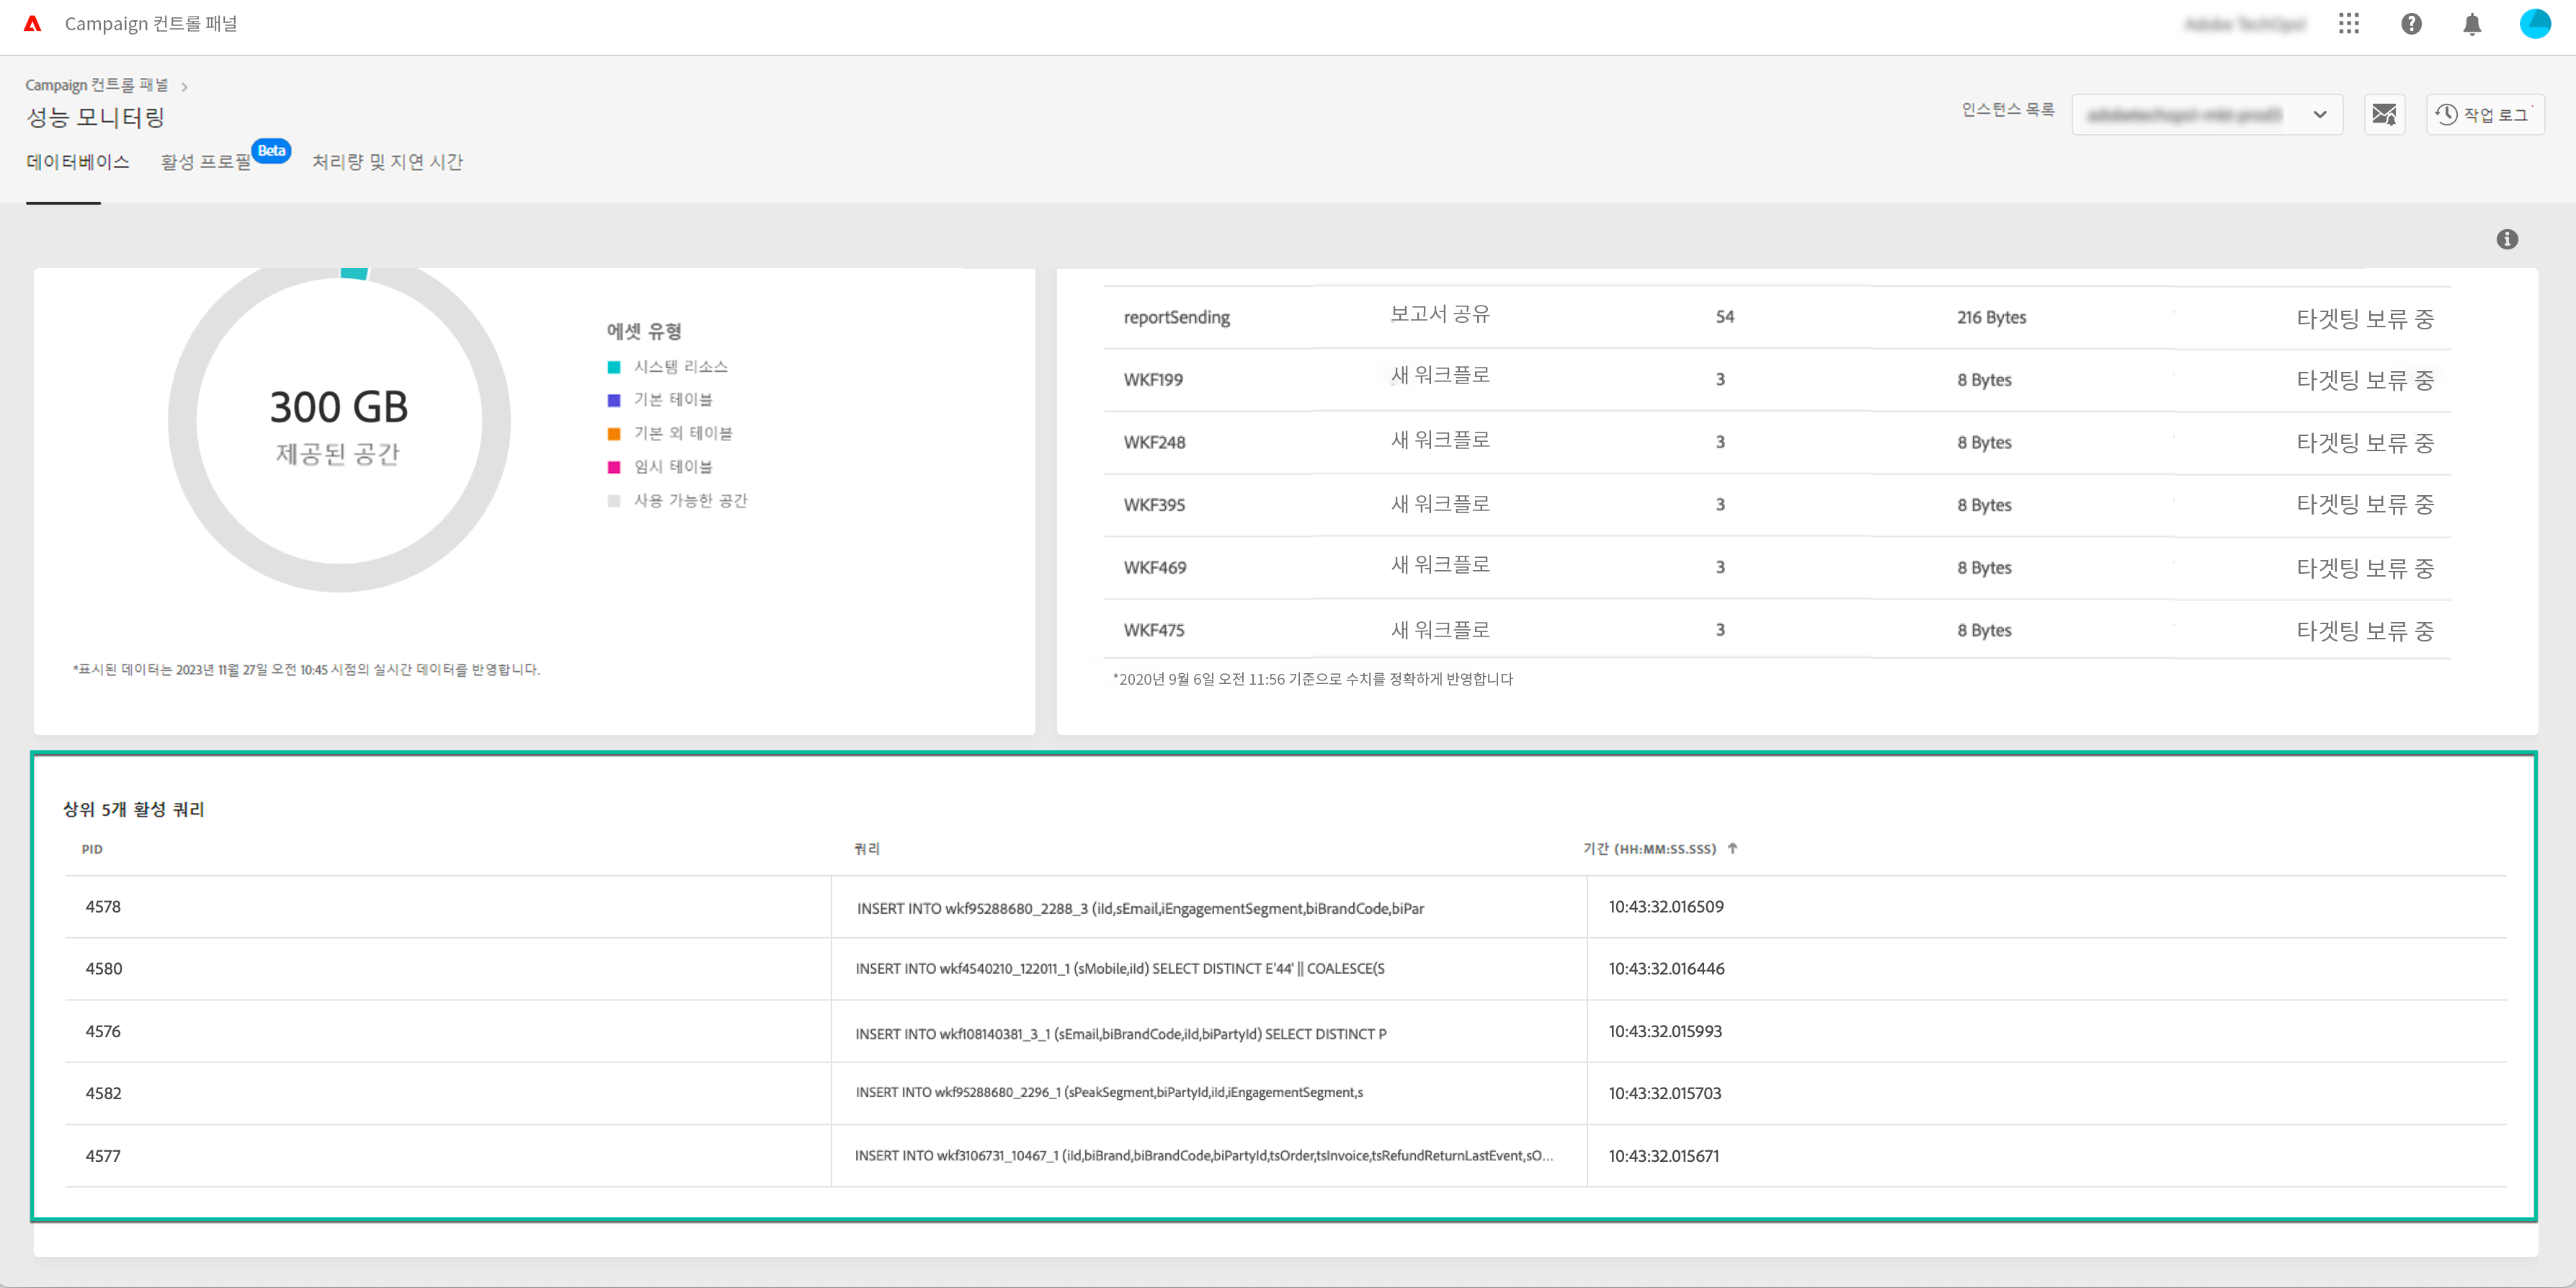 Campaign 컨트롤 패널
Campaign 컨트롤 패널 >
성능 모니터링
인스턴스 목록
작업 로그
데이터베이스 활성 프로필 Beta 처리량 및 지연 시간
300 GB
제공된 공간
에셋 유형
시스템 리소스
기본 테이블
기본 외 테이블
임시 테이블
사용 가능한 공간
*표시된 데이터는 2023년 11월 27일 오전 10:45 시점의 실시간 데이터를 반영합니다.
reportSending 보고서 공유 54 216 Bytes 타겟팅 보류 중
WKF199 새 워크플로 3 8 Bytes 타겟팅 보류 중
WKF248 새 워크플로 3 8 Bytes 타겟팅 보류 중
WKF395 새 워크플로 3 8 Bytes 타겟팅 보류 중
WKF469 새 워크플로 3 8 Bytes 타겟팅 보류 중
WKF475 새 워크플로 3 8 Bytes 타겟팅 보류 중
*2020년 9월 6일 오전 11:56 기준으로 수치를 정확하게 반영합니다
상위 5개 활성 쿼리
PID 쿼리 기간 (HH:MM:SS.SSS) ↑
4578 INSERT INTO wkf95288680_2288_3 (iId,sEmail,iEngagementSegment,biBrandCode,biPar 10:43:32.016509
4580 INSERT INTO wkf4540210_122011_1 (sMobile,iId) SELECT DISTINCT E'44' || COALESCE(S 10:43:32.016446
4576 INSERT INTO wkf108140381_3_1 (sEmail,biBrandCode,iId,biPartyId) SELECT DISTINCT P 10:43:32.015993
4582 INSERT INTO wkf95288680_2296_1 (sPeakSegment,biPartyId,iId,iEngagementSegment,s 10:43:32.015703
4577 INSERT INTO wkf3106731_10467_1 (iId,biBrand,biBrandCode,biPartyId,tsOrder,tsInvoice,tsRefundReturnLastEvent,sO... 10:43:32.015671